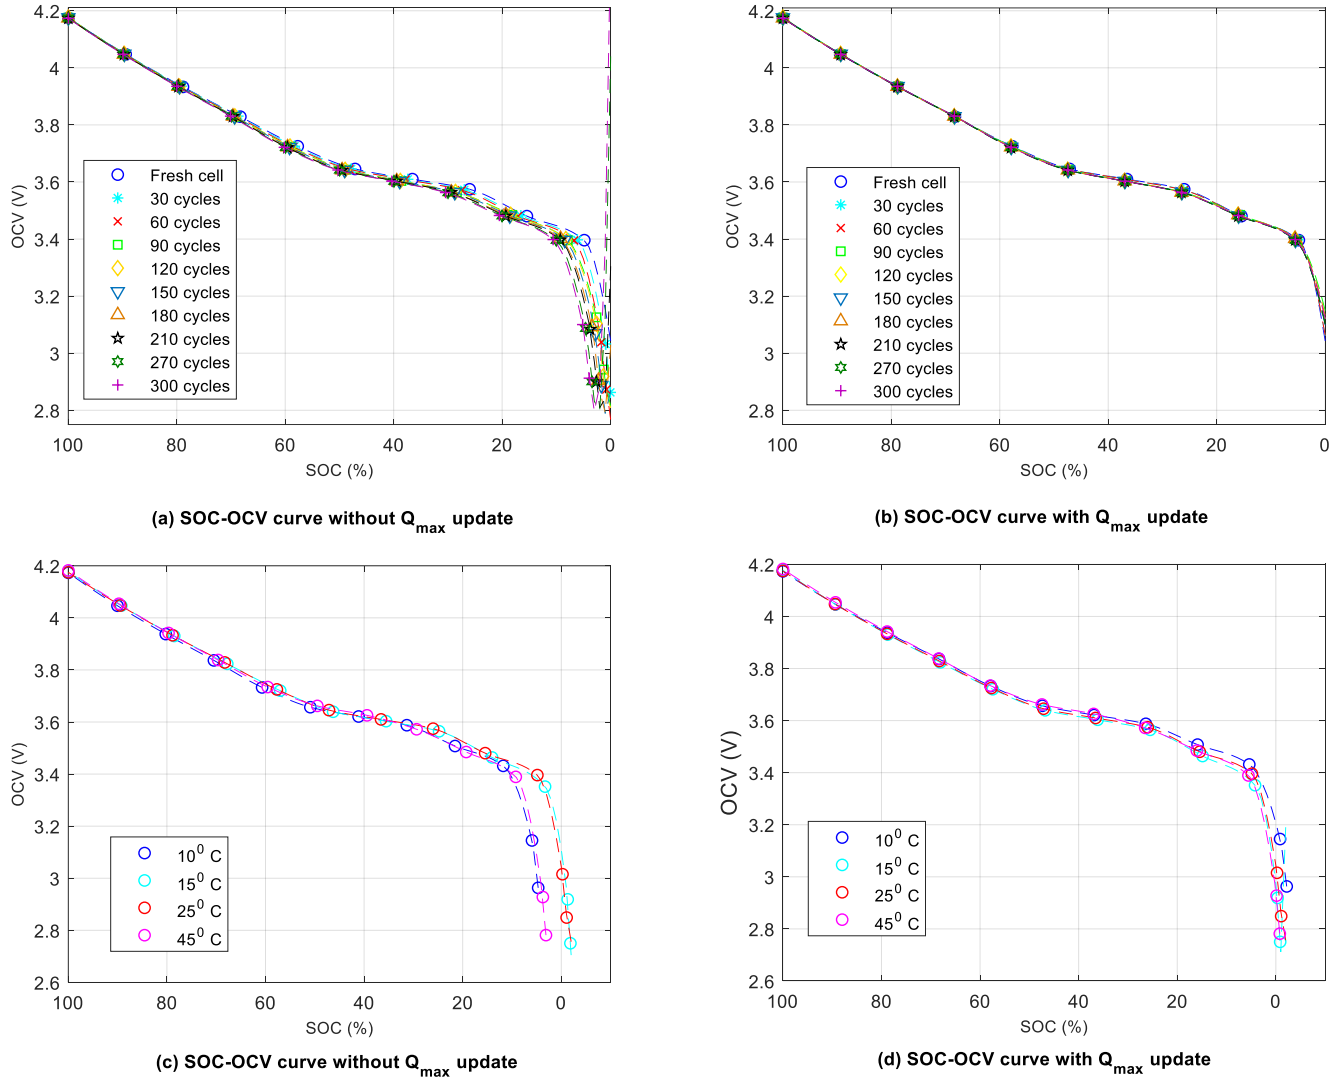 4.2
4
3.8
3.6
3.4
3.2
3
2.8
OCV (V)
Fresh cell
30 cycles
60 cycles
90 cycles
120 cycles
150 cycles
180 cycles
210 cycles
270 cycles
300 cycles
100 80 60 40 20 0
SOC (%)
(a) SOC-OCV curve without Qmax update
4.2
4
3.8
3.6
3.4
3.2
3
2.8
OCV (V)
Fresh cell
30 cycles
60 cycles
90 cycles
120 cycles
150 cycles
180 cycles
210 cycles
270 cycles
300 cycles
100 80 60 40 20 0
SOC (%)
(b) SOC-OCV curve with Qmax update
4.2
4
3.8
3.6
3.4
3.2
3
2.8
2.6
OCV (V)
10⁰ C
15⁰ C
25⁰ C
45⁰ C
100 80 60 40 20 0
SOC (%)
(c) SOC-OCV curve without Qmax update
4.2
4
3.8
3.6
3.4
3.2
3
2.8
2.6
OCV (V)
10⁰ C
15⁰ C
25⁰ C
45⁰ C
100 80 60 40 20 0
SOC (%)
(d) SOC-OCV curve with Qmax update